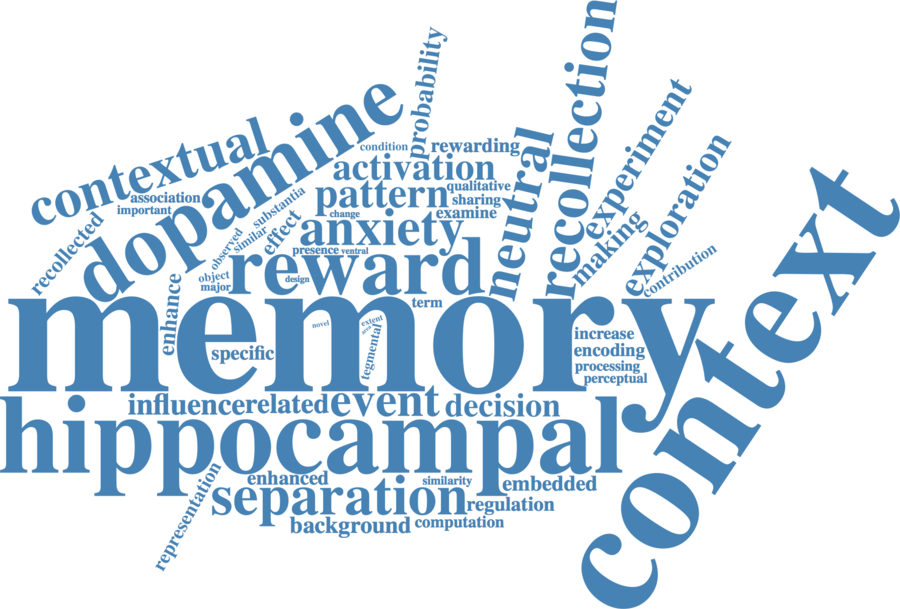 probability
recollection
dopamine
contextual
condition
rewarding
neutral
experiment
activation
association
important
pattern
qualitative
sharing
change
examine
substantia
similar
observed
effect
anxiety
making
exploration
context
recollected
presence
ventral
reward
object
major
design
contribution
enhance
memory
term
novel
extent
tegmental
specific
increase
encoding
processing
perceptual
influence
related
event
decision
hippocampal
enhanced
similarity
embedded
representation
separation
regulation
background
computation